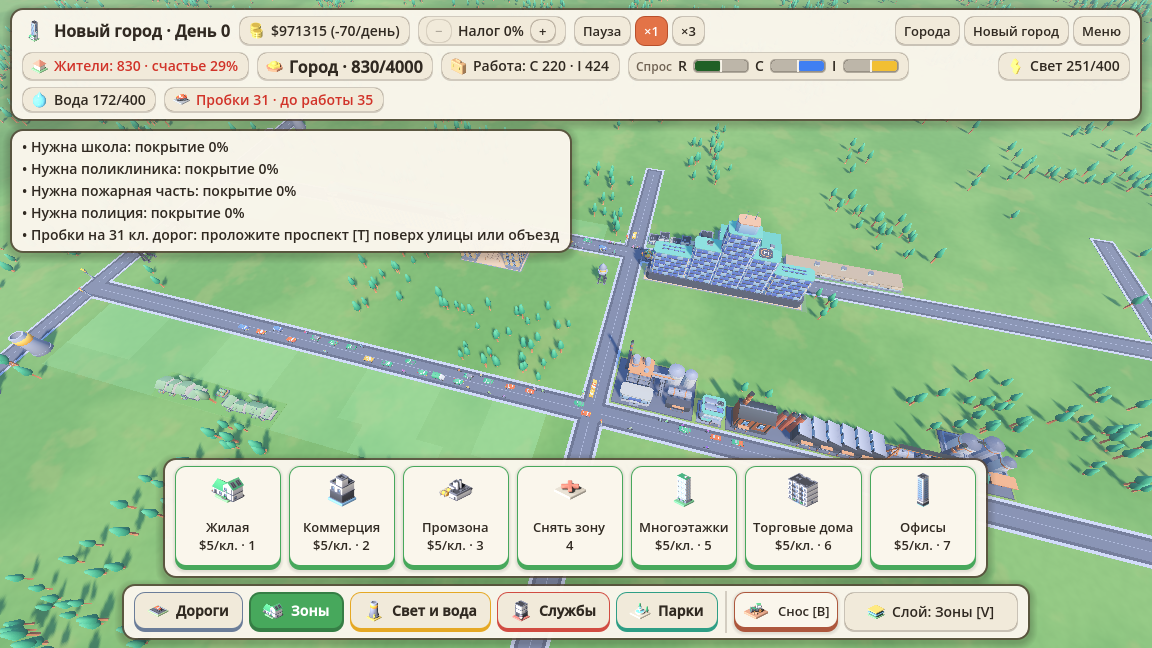 Новый город · День 0
$971315 (-70/день)
− Налог 0% +
Пауза
×1
×3
Города
Новый город
Меню
Жители: 830 · счастье 29%
Город · 830/4000
Работа: C 220 · I 424
Спрос R C I
Свет 251/400
Вода 172/400
Пробки 31 · до работы 35
• Нужна школа: покрытие 0%
• Нужна поликлиника: покрытие 0%
• Нужна пожарная часть: покрытие 0%
• Нужна полиция: покрытие 0%
• Пробки на 31 кл. дорог: проложите проспект [T] поверх улицы или объезд
Жилая
$5/кл. · 1
Коммерция
$5/кл. · 2
Промзона
$5/кл. · 3
Снять зону
4
Многоэтажки
$5/кл. · 5
Торговые дома
$5/кл. · 6
Офисы
$5/кл. · 7
Дороги
Зоны
Свет и вода
Службы
Парки
Снос [B]
Слой: Зоны [V]